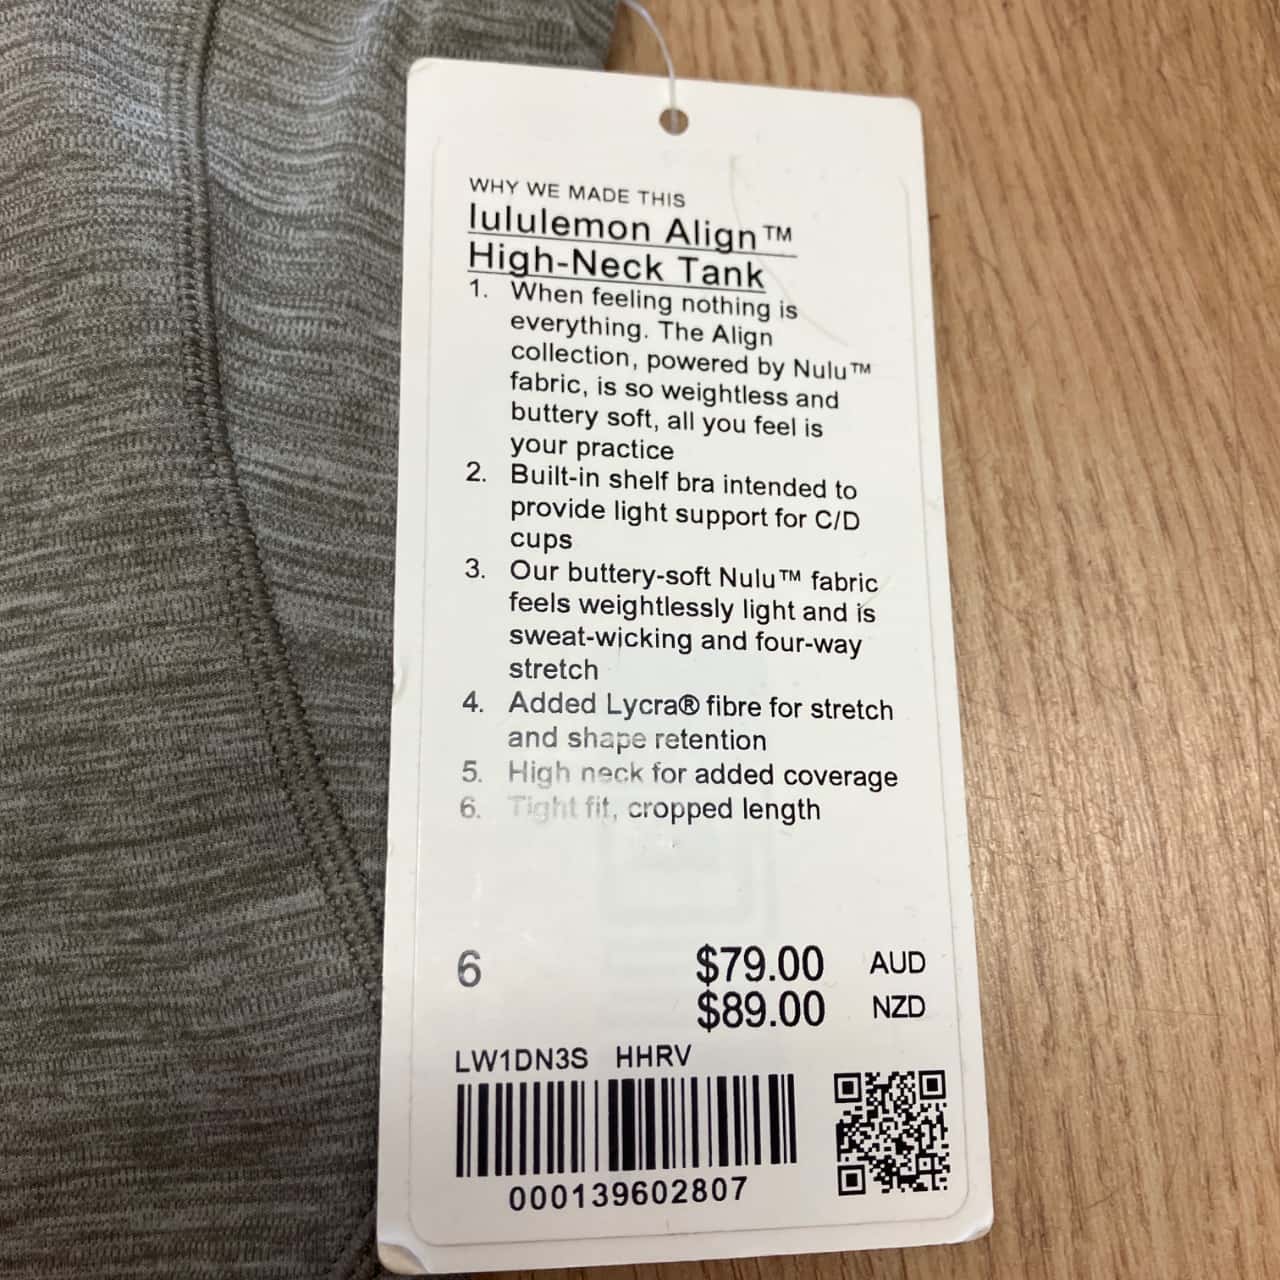 WHY WE MADE THIS
lululemon Align™
High-Neck Tank
1. When feeling nothing is
everything. The Align
collection, powered by Nulu™
fabric, is so weightless and
buttery soft, all you feel is
your practice
2. Built-in shelf bra intended to
provide light support for C/D
cups
3. Our buttery-soft Nulu™ fabric
feels weightlessly light and is
sweat-wicking and four-way
stretch
4. Added Lycra® fibre for stretch
and shape retention
5. High neck for added coverage
6. Tight fit, cropped length
6 $79.00 AUD
$89.00 NZD
LW1DN3S HHRV
000139602807